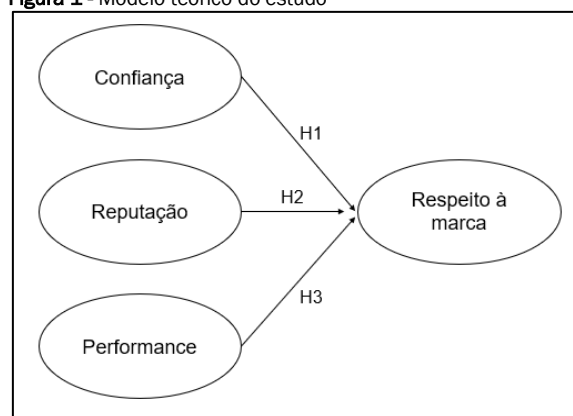 Figura 1 - Modelo teórico do estudo
Confiança
H1
Reputação
H2
Respeito à
marca
H3
Performance